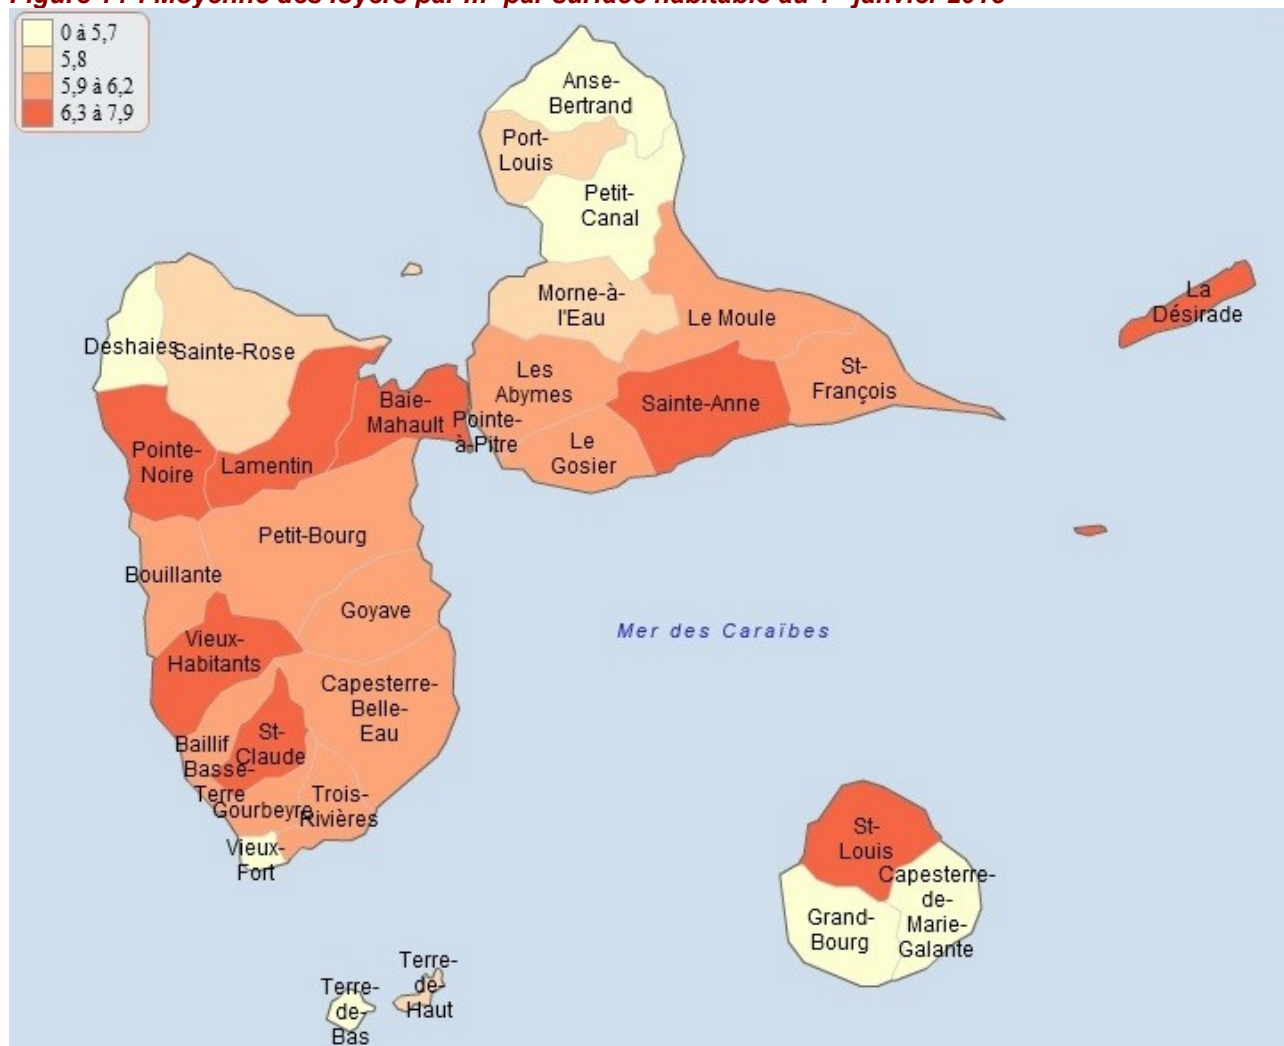 0 à 5,7
5,8
5,9 à 6,2
6,3 à 7,9
Anse-
Bertrand
Port-
Louis
Petit-
Canal
Morne-à-
l'Eau
Le Moule
La
Désirade
Deshaies
Sainte-Rose
Les
Abymes
St-
François
Baie-
Mahault
Sainte-Anne
Pointe-
à-Pitre
Le
Gosier
Pointe-
Noire
Lamentin
Petit-Bourg
Bouillante
Goyave
Mer des Caraïbes
Vieux-
Habitants
Capesterre-
Belle-
Eau
St-
Claude
Baillif
Basse-
Terre
Gourbeyre
Trois-
Rivières
Vieux-
Fort
St-
Louis
Capesterre-
de-
Marie-
Galante
Grand-
Bourg
Terre-
de-
Haut
Terre-
de-
Bas